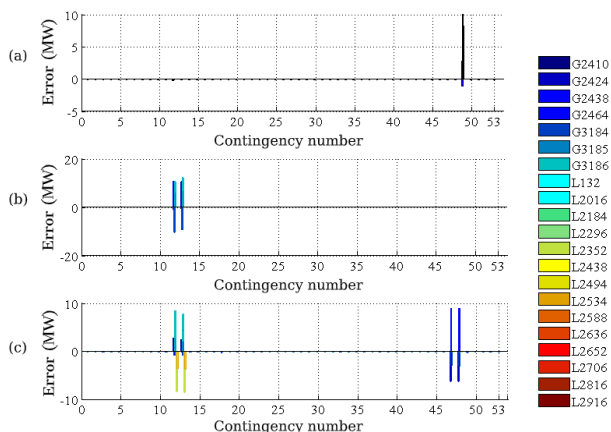 (a)
Error (MW)
10
5
0
-5
0 5 10 15 20 25 30 35 40 45 50 53
Contingency number
(b)
Error (MW)
20
0
-20
0 5 10 15 20 25 30 35 40 45 50 53
Contingency number
(c)
Error (MW)
10
0
-10
0 5 10 15 20 25 30 35 40 45 50 53
Contingency number
G2410
G2424
G2438
G2464
G3184
G3185
G3186
L132
L2016
L2184
L2296
L2352
L2438
L2494
L2534
L2588
L2636
L2652
L2706
L2816
L2916